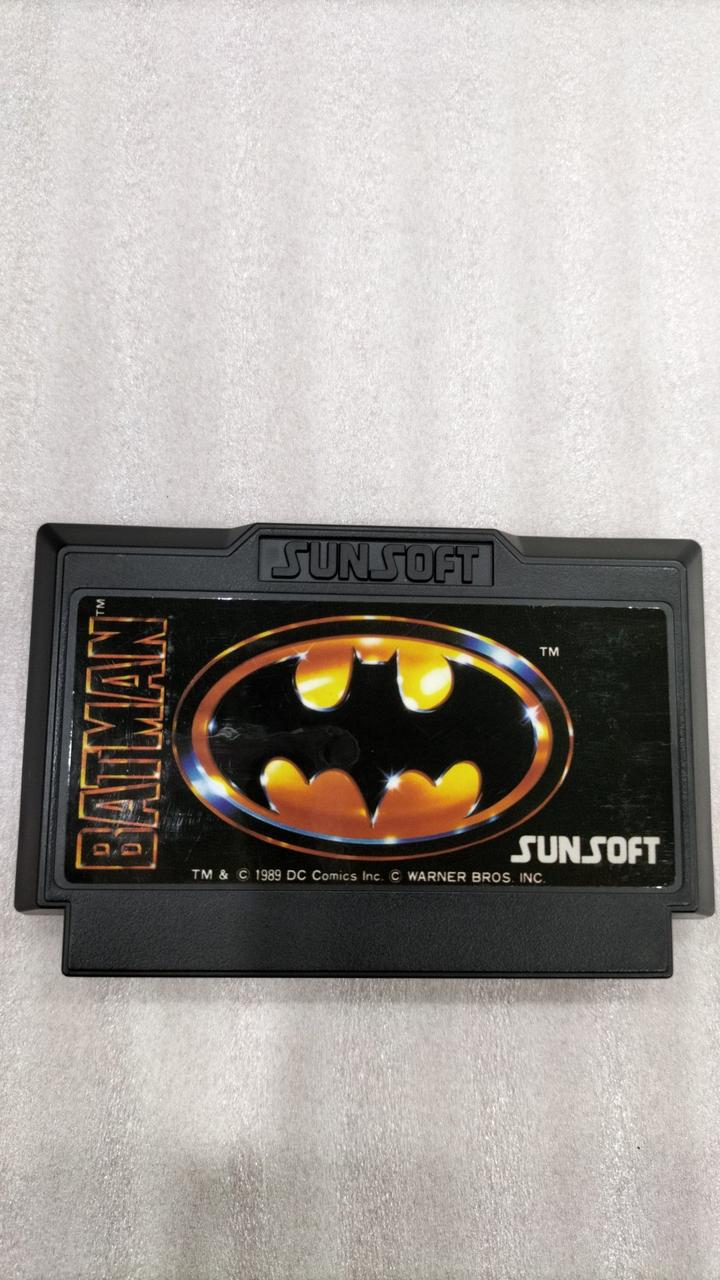 SUNSOFT
BATMAN™
TM
SUNSOFT
TM & © 1989 DC Comics Inc. © WARNER BROS. INC.